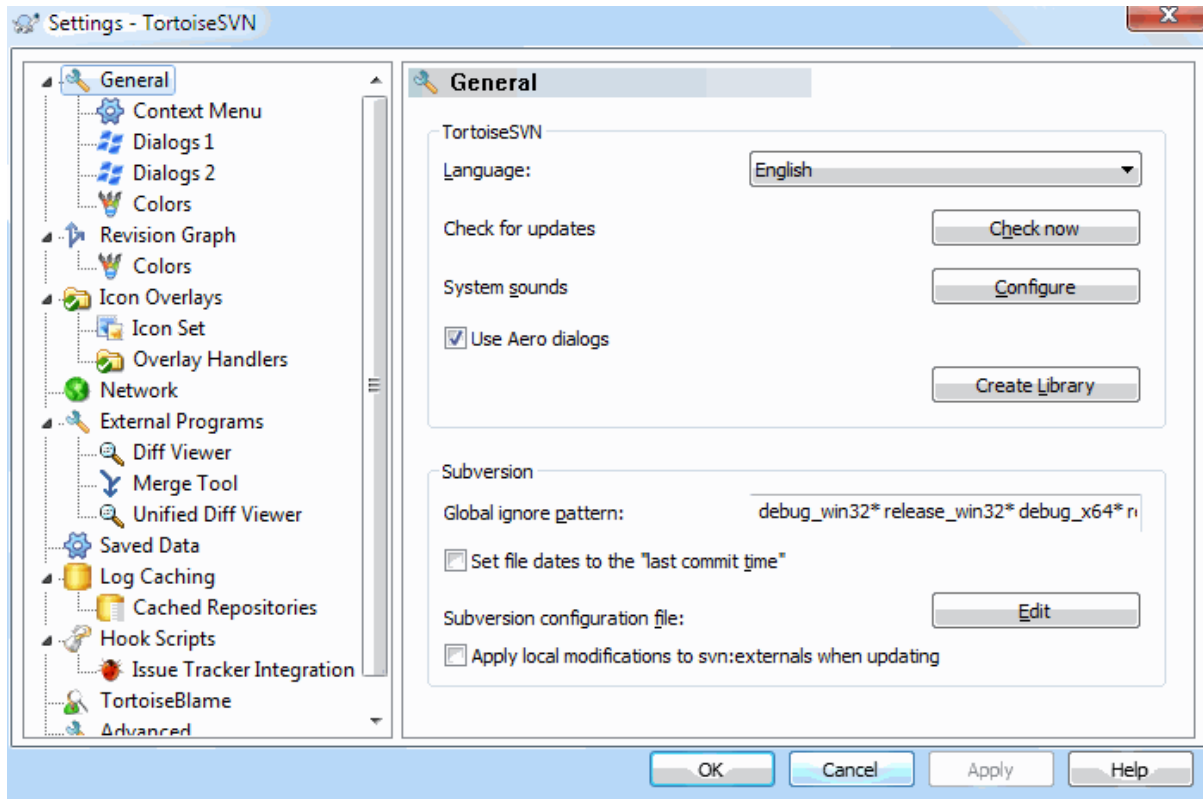 Settings - TortoiseSVN
General
Context Menu
Dialogs 1
Dialogs 2
Colors
Revision Graph
Colors
Icon Overlays
Icon Set
Overlay Handlers
Network
External Programs
Diff Viewer
Merge Tool
Unified Diff Viewer
Saved Data
Log Caching
Cached Repositories
Hook Scripts
Issue Tracker Integration
TortoiseBlame
Advanced
General
TortoiseSVN
Language: English
Check for updates Check now
System sounds Configure
Use Aero dialogs
Create Library
Subversion
Global ignore pattern: debug_win32* release_win32* debug_x64*
Set file dates to the "last commit time"
Subversion configuration file: Edit
Apply local modifications to svn:externals when updating
OK Cancel Apply Help